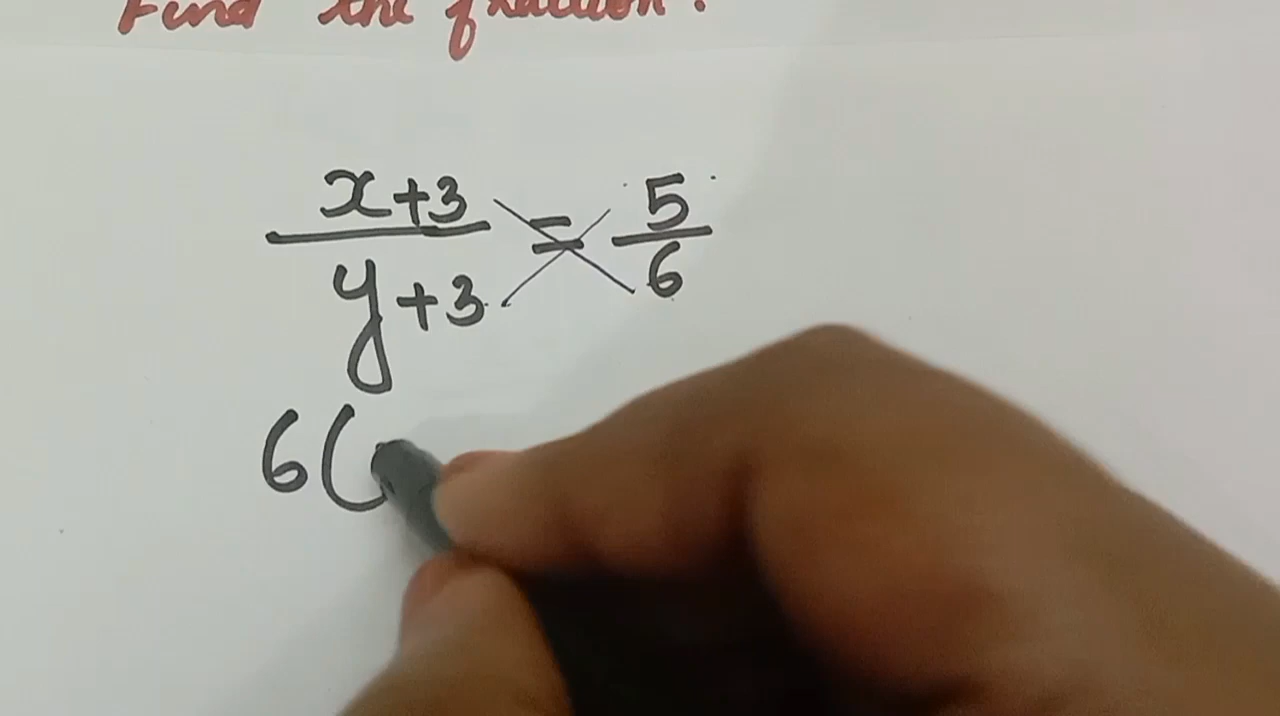 Find the fraction.
x+3 = 5
y+3 6
6(